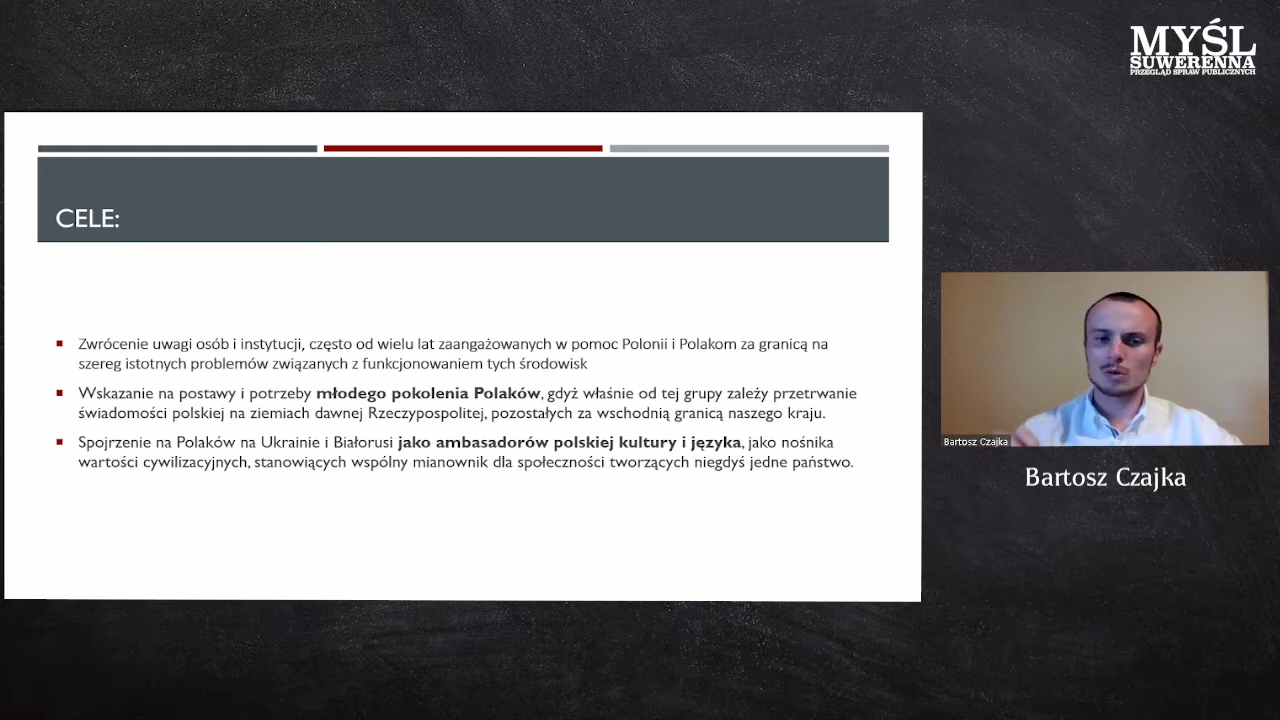 MYŚL
SUWERENNA
PRZEGLĄD SPRAW PUBLICZNYCH
CELE:
Zwrócenie uwagi osób i instytucji, często od wielu lat zaangażowanych w pomoc Polonii i Polakom za granicą na
szereg istotnych problemów związanych z funkcjonowaniem tych środowisk
Wskazanie na postawy i potrzeby młodego pokolenia Polaków, gdyż właśnie od tej grupy zależy przetrwanie
świadomości polskiej na ziemiach dawnej Rzeczypospolitej, pozostałych za wschodnią granicą naszego kraju.
Spojrzenie na Polaków na Ukrainie i Białorusi jako ambasadorów polskiej kultury i języka, jako nośnika
wartości cywilizacyjnych, stanowiących wspólny mianownik dla społeczności tworzących niegdyś jedne państwo.
Bartosz Czajka
Bartosz Czajka